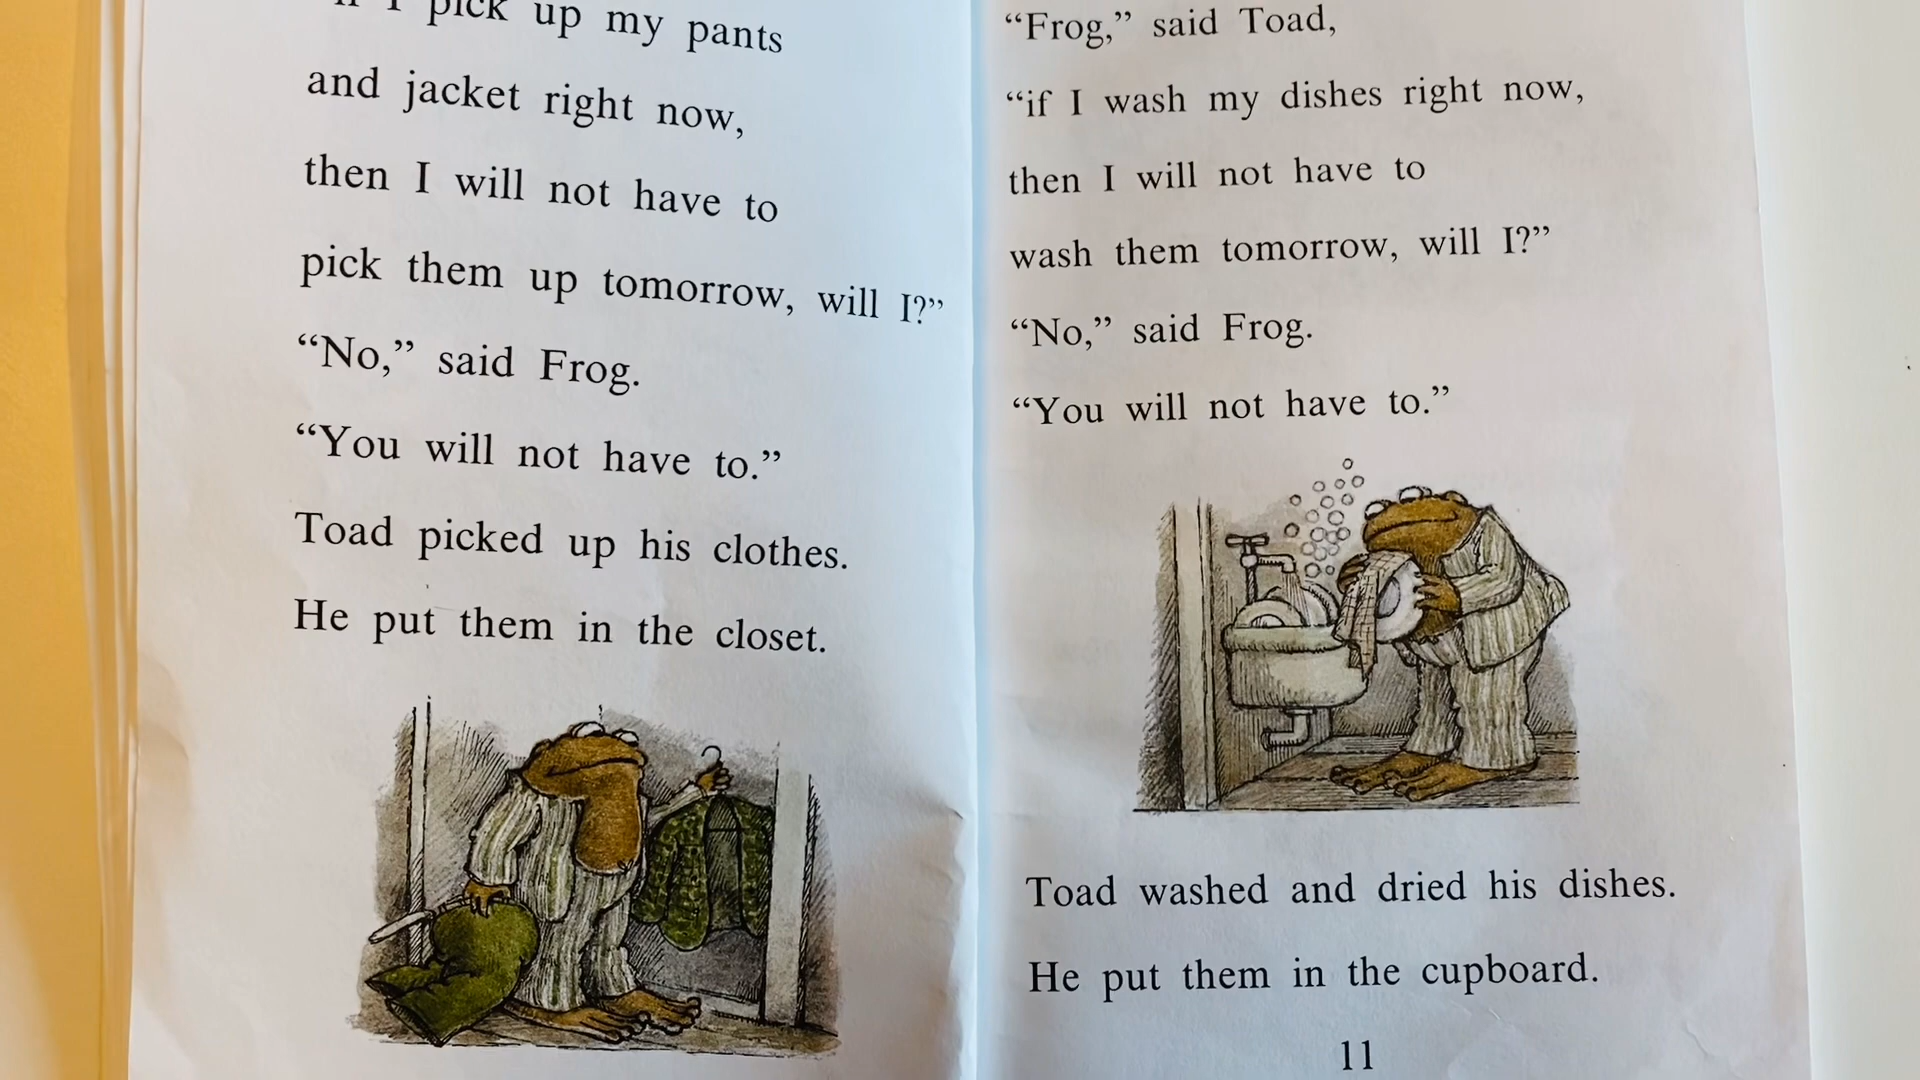 I pick up my pants
and jacket right now,
then I will not have to
pick them up tomorrow, will I?”
“No,” said Frog.
“You will not have to.”
Toad picked up his clothes.
He put them in the closet.
“Frog,” said Toad,
“if I wash my dishes right now,
then I will not have to
wash them tomorrow, will I?”
“No,” said Frog.
“You will not have to.”
Toad washed and dried his dishes.
He put them in the cupboard.
11